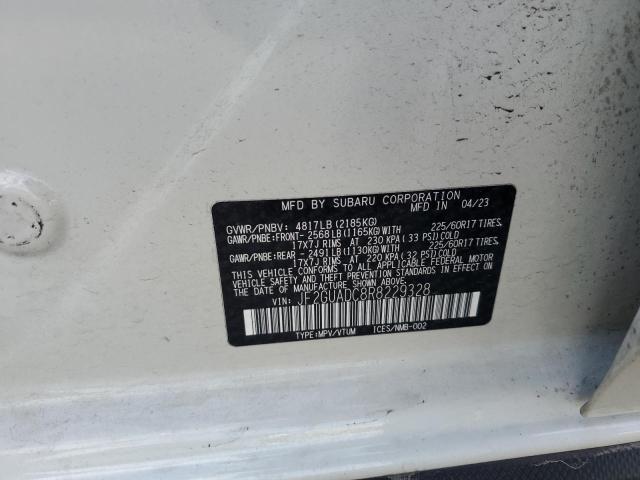 MFD BY SUBARU CORPORATION
MFD IN 04/23
GVWR/PNBV: 4817LB (2185KG)
GAWR/PNBE:FRONT-2568LB(1165KG)WITH 225/60R17 TIRES,
17X7J RIMS AT 230 KPA ( 33 PSI) COLD
GAWR/PNBE:REAR - 2491LB(1130KG)WITH 225/60R17 TIRES,
17X7J RIMS AT 220 KPA ( 32 PSI) COLD
THIS VEHICLE CONFORMS TO ALL APPLICABLE FEDERAL MOTOR
VEHICLE SAFETY AND THEFT PREVENTION STANDARDS IN EFFECT
ON THE DATE OF MANUFACTURE SHOWN ABOVE.
VIN: JF2GUADC8R8229328
TYPE:MPV/VTUM ICES/NMB-002